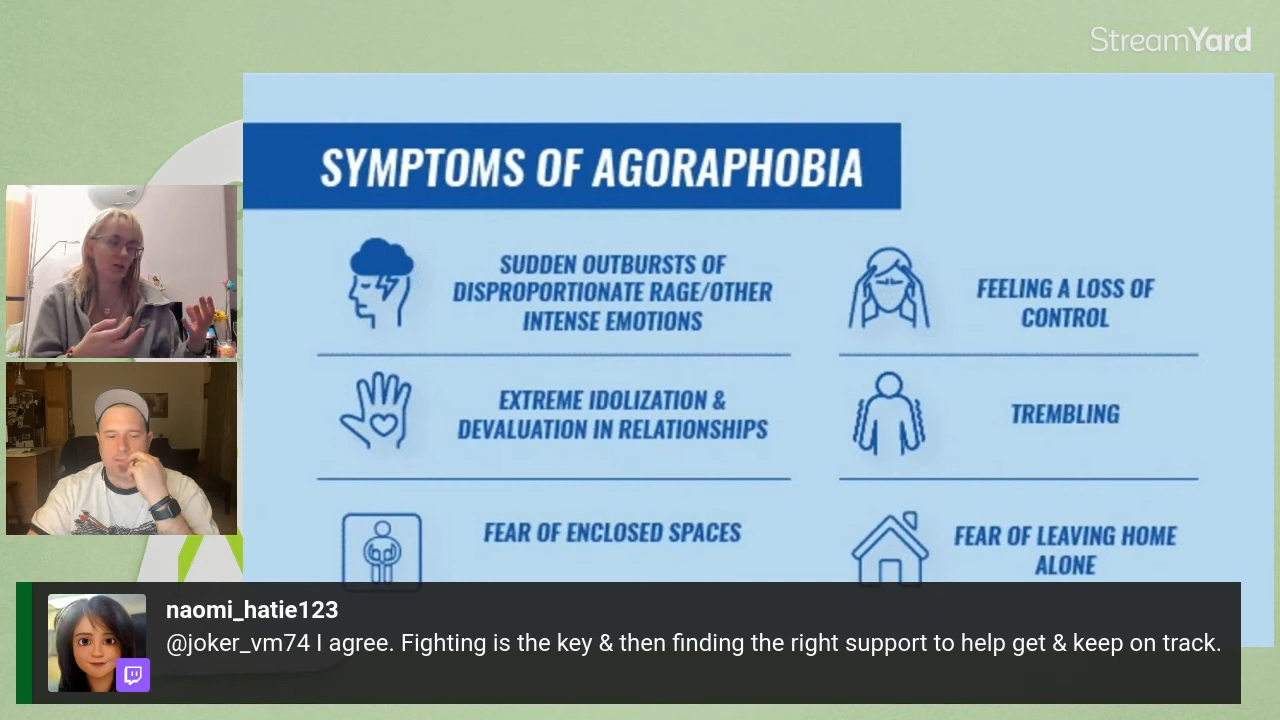 StreamYard
SYMPTOMS OF AGORAPHOBIA
SUDDEN OUTBURSTS OF
DISPROPORTIONATE RAGE/OTHER
INTENSE EMOTIONS
FEELING A LOSS OF
CONTROL
EXTREME IDOLIZATION &
DEVALUATION IN RELATIONSHIPS
TREMBLING
FEAR OF ENCLOSED SPACES
FEAR OF LEAVING HOME
ALONE
naomi_hatie123
@joker_vm74 I agree. Fighting is the key & then finding the right support to help get & keep on track.